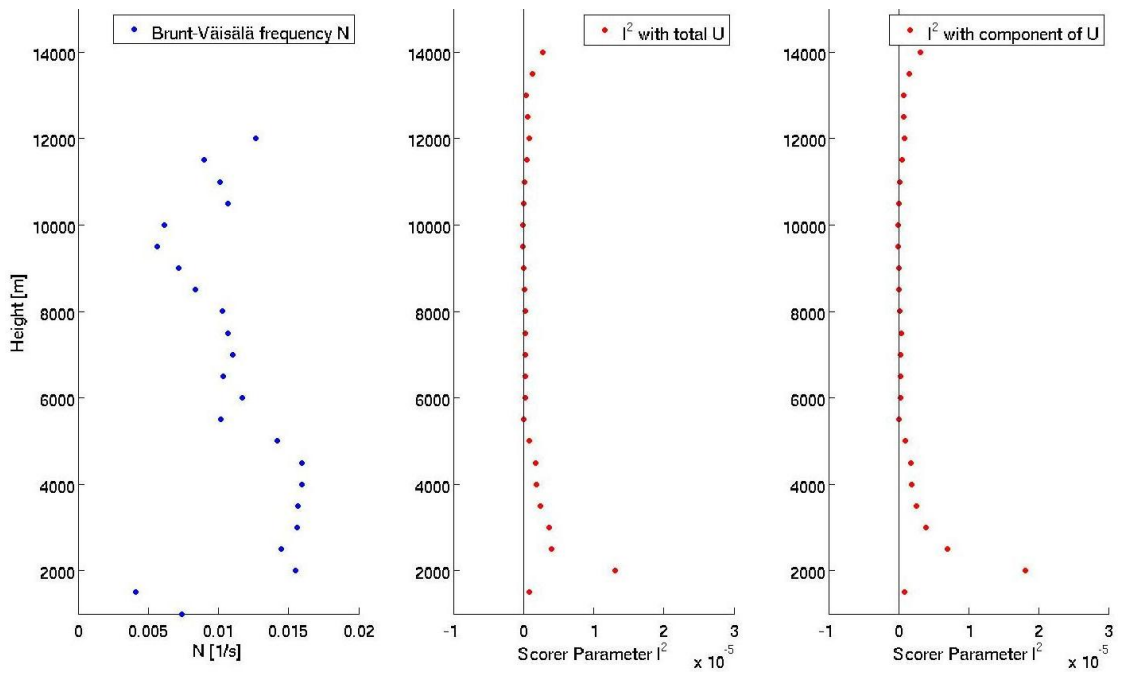 Brunt-Väisälä frequency N
14000
12000
10000
8000
6000
4000
2000
Height [m]
0 0.005 0.01 0.015 0.02
N [1/s]
l² with total U
14000
12000
10000
8000
6000
4000
2000
-1 0 1 2 3
Scorer Parameter l²
x 10⁻⁵
l² with component of U
14000
12000
10000
8000
6000
4000
2000
-1 0 1 2 3
Scorer Parameter l²
x 10⁻⁵